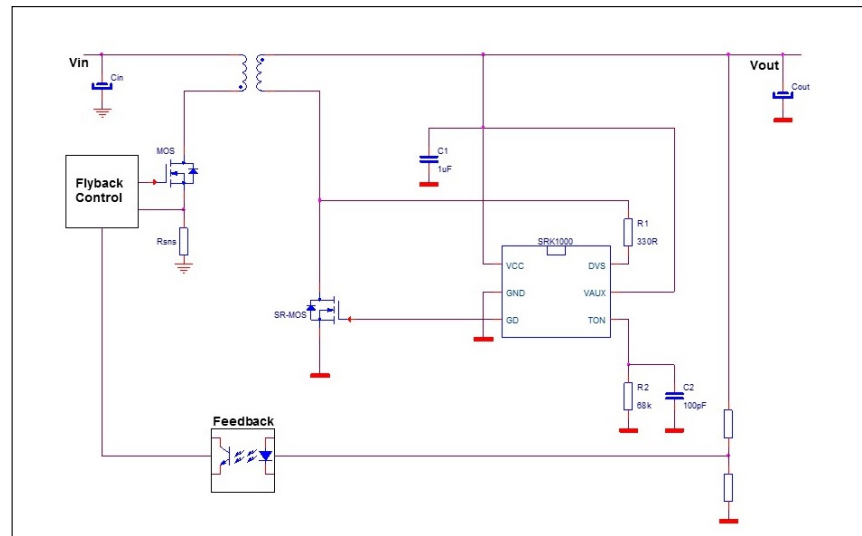 Vin
Vout
Cin
Cout
MOS
C1
1uF
Flyback
Control
R1
330R
Rsns
SRK1000
VCC
DVS
GND
VAUX
SR-MOS
GD
TON
R2
68k
C2
100pF
Feedback